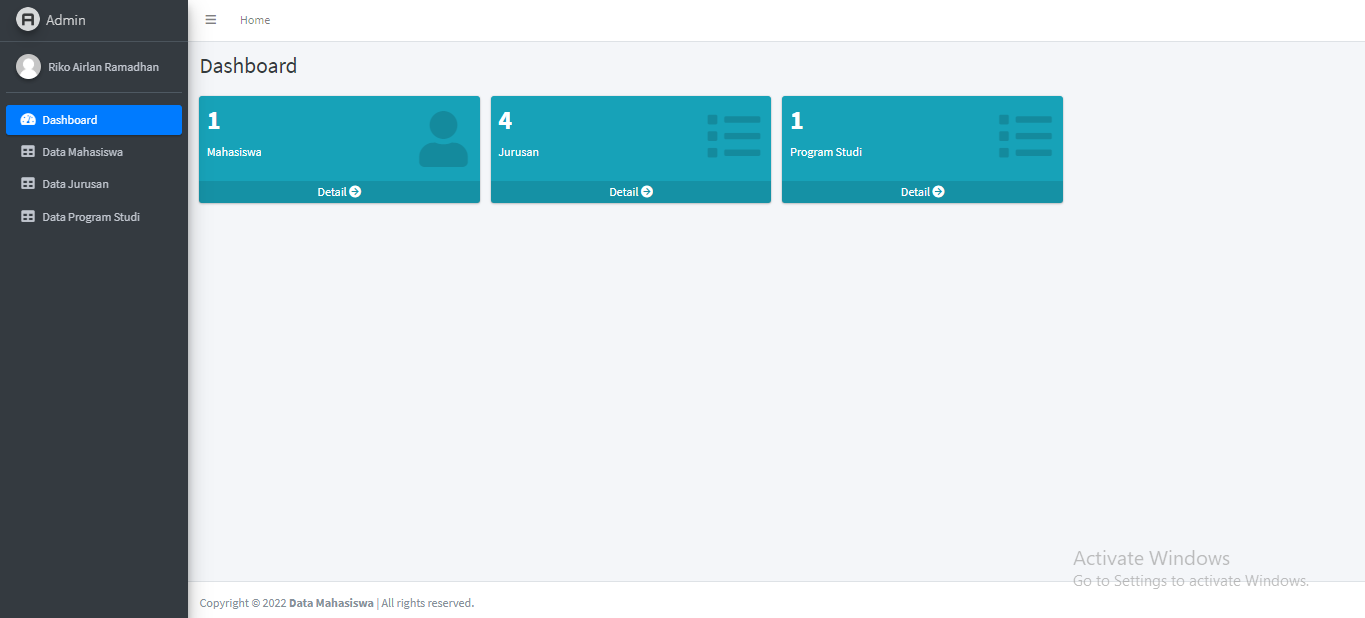 Admin
Home
Riko Airlan Ramadhan
Dashboard
Data Mahasiswa
Data Jurusan
Data Program Studi
Dashboard
1
Mahasiswa
Detail
4
Jurusan
Detail
1
Program Studi
Detail
Activate Windows
Go to Settings to activate Windows.
Copyright © 2022 Data Mahasiswa | All rights reserved.